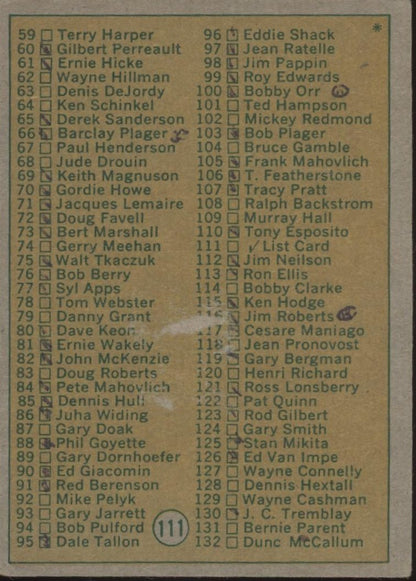 *
59 Terry Harper
60 Gilbert Perreault
61 Ernie Hicke
62 Wayne Hillman
63 Denis DeJordy
64 Ken Schinkel
65 Derek Sanderson
66 Barclay Plager
67 Paul Henderson
68 Jude Drouin
69 Keith Magnuson
70 Gordie Howe
71 Jacques Lemaire
72 Doug Favell
73 Bert Marshall
74 Gerry Meehan
75 Walt Tkaczuk
76 Bob Berry
77 Syl Apps
78 Tom Webster
79 Danny Grant
80 Dave Keon
81 Ernie Wakely
82 John McKenzie
83 Doug Roberts
84 Pete Mahovlich
85 Dennis Hull
86 Juha Widing
87 Gary Doak
88 Phil Goyette
89 Gary Dornhoefer
90 Ed Giacomin
91 Red Berenson
92 Mike Pelyk
93 Gary Jarrett
94 Bob Pulford
95 Dale Tallon
111
96 Eddie Shack
97 Jean Ratelle
98 Jim Pappin
99 Roy Edwards
100 Bobby Orr
101 Ted Hampson
102 Mickey Redmond
103 Bob Plager
104 Bruce Gamble
105 Frank Mahovlich
106 T. Featherstone
107 Tracy Pratt
108 Ralph Backstrom
109 Murray Hall
110 Tony Esposito
111 ✓List Card
112 Jim Neilson
113 Ron Ellis
114 Bobby Clarke
115 Ken Hodge
116 Jim Roberts
117 Cesare Maniago
118 Jean Pronovost
119 Gary Bergman
120 Henri Richard
121 Ross Lonsberry
122 Pat Quinn
123 Rod Gilbert
124 Gary Smith
125 Stan Mikita
126 Ed Van Impe
127 Wayne Connelly
128 Dennis Hextall
129 Wayne Cashman
130 J. C. Tremblay
131 Bernie Parent
132 Dunc McCallum